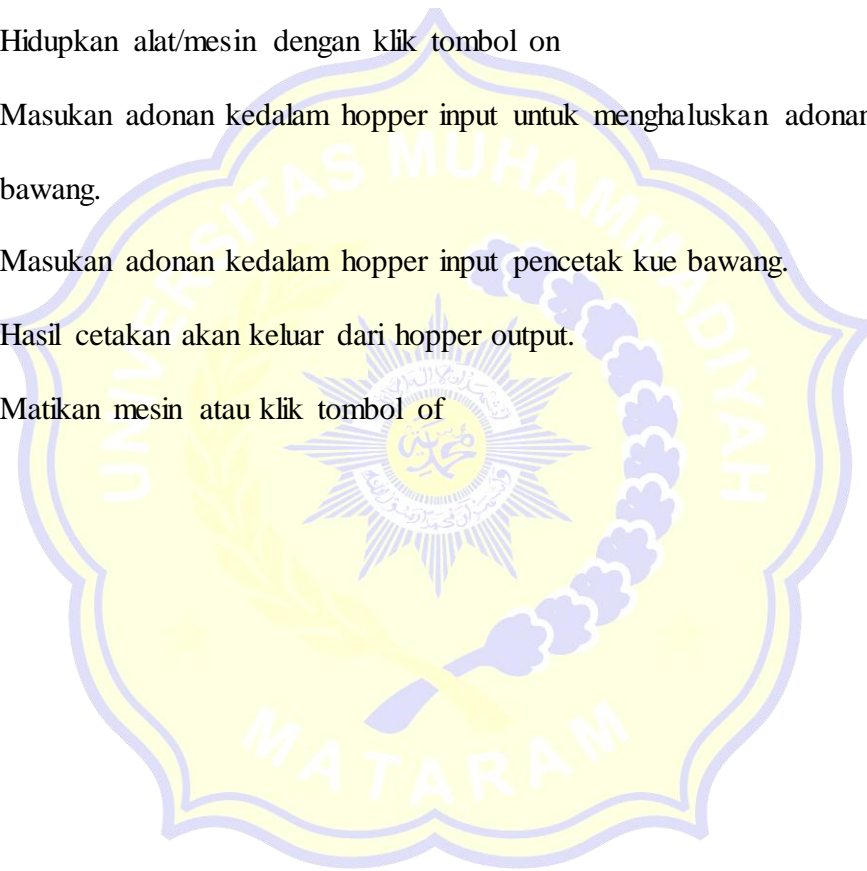 Hidupkan alat/mesin dengan klik tombol on
Masukan adonan kedalam hopper input untuk menghaluskan adonan
bawang.
Masukan adonan kedalam hopper input pencetak kue bawang.
Hasil cetakan akan keluar dari hopper output.
Matikan mesin atau klik tombol of
UNIVERSITAS MUHAMMADIYAH
MATARAM